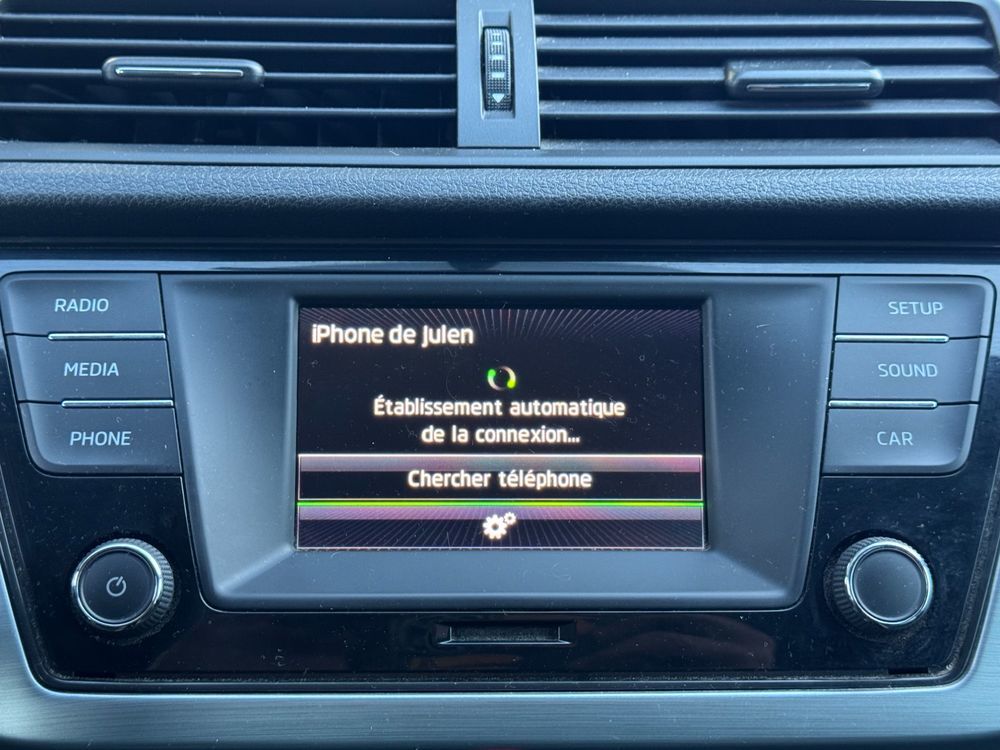 RADIO
MEDIA
PHONE
iPhone de Julen
Établissement automatique
de la connexion...
Chercher téléphone
SETUP
SOUND
CAR